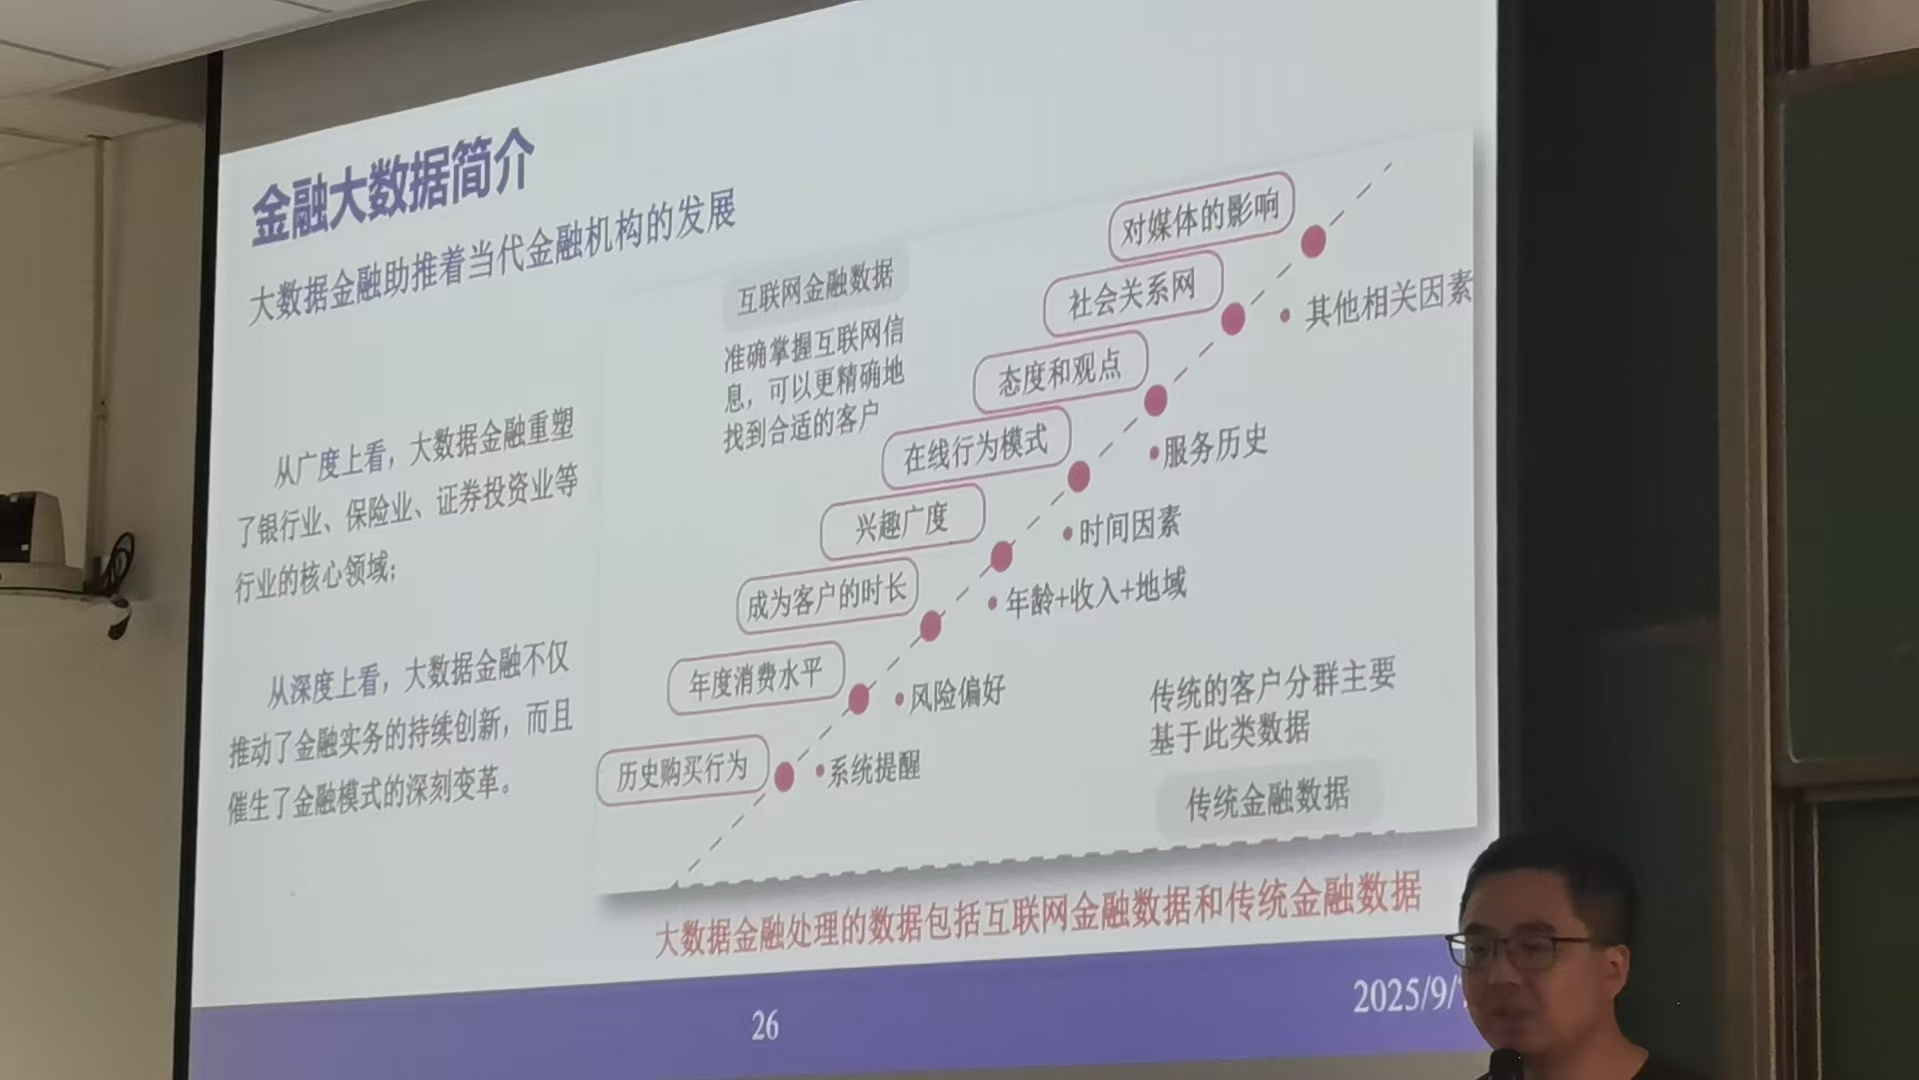 金融大数据简介
大数据金融助推着当代金融机构的发展
从广度上看，大数据金融重塑
了银行业、保险业、证券投资业等
行业的核心领域；
从深度上看，大数据金融不仅
推动了金融实务的持续创新，而且
催生了金融模式的深刻变革。
互联网金融数据
准确掌握互联网信
息，可以更精确地
找到合适的客户
对媒体的影响
社会关系网
态度和观点
在线行为模式
兴趣广度
成为客户的时长
年度消费水平
历史购买行为
• 其他相关因素
•服务历史
•时间因素
•年龄+收入+地域
•风险偏好
•系统提醒
传统的客户分群主要
基于此类数据
传统金融数据
大数据金融处理的数据包括互联网金融数据和传统金融数据
26
2025/9/